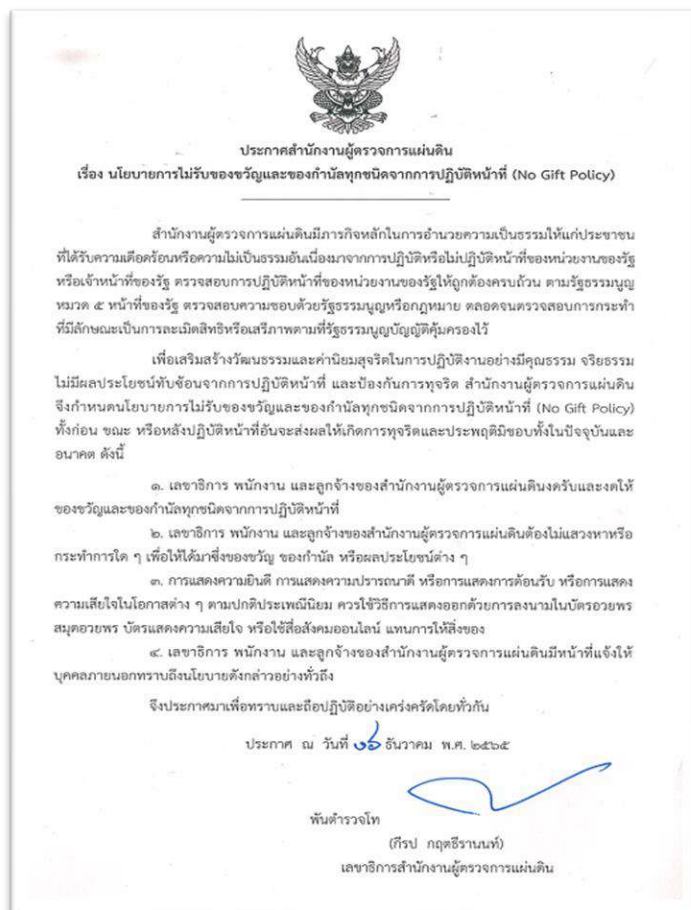 ประกาศสำนักงานผู้ตรวจการแผ่นดิน
เรื่อง นโยบายการไม่รับของขวัญและของกำนัลทุกชนิดจากการปฏิบัติหน้าที่ (No Gift Policy)
สำนักงานผู้ตรวจการแผ่นดินมีภารกิจหลักในการอำนวยความเป็นธรรมให้แก่ประชาชน
ที่ได้รับความเดือดร้อนหรือความไม่เป็นธรรมอันเนื่องมาจากการปฏิบัติหรือไม่ปฏิบัติหน้าที่ของหน่วยงานของรัฐ
หรือเจ้าหน้าที่ของรัฐ ตรวจสอบการปฏิบัติหน้าที่ของหน่วยงานของรัฐให้ถูกต้องครบถ้วน ตามรัฐธรรมนูญ
หมวด ๕ หน้าที่ของรัฐ ตรวจสอบความชอบด้วยรัฐธรรมนูญหรือกฎหมาย ตลอดจนตรวจสอบการกระทำ
ที่มีลักษณะเป็นการละเมิดสิทธิหรือเสรีภาพตามที่รัฐธรรมนูญบัญญัติคุ้มครองไว้
เพื่อเสริมสร้างวัฒนธรรมและค่านิยมสุจริตในการปฏิบัติงานอย่างมีคุณธรรม จริยธรรม
ไม่มีผลประโยชน์ทับซ้อนจากการปฏิบัติหน้าที่ และป้องกันการทุจริต สำนักงานผู้ตรวจการแผ่นดิน
จึงกำหนดนโยบายการไม่รับของขวัญและของกำนัลทุกชนิดจากการปฏิบัติหน้าที่ (No Gift Policy)
ทั้งก่อน ขณะ หรือหลังปฏิบัติหน้าที่อันจะส่งผลให้เกิดการทุจริตและประพฤติมิชอบทั้งในปัจจุบันและ
อนาคต ดังนี้
๑. เลขาธิการ พนักงาน และลูกจ้างของสำนักงานผู้ตรวจการแผ่นดินงดรับและงดให้
ของขวัญและของกำนัลทุกชนิดจากการปฏิบัติหน้าที่
๒. เลขาธิการ พนักงาน และลูกจ้างของสำนักงานผู้ตรวจการแผ่นดินต้องไม่แสวงหาหรือ
กระทำการใด ๆ เพื่อให้ได้มาซึ่งของขวัญ ของกำนัล หรือผลประโยชน์ต่าง ๆ
๓. การแสดงความยินดี การแสดงความปรารถนาดี หรือการแสดงการต้อนรับ หรือการแสดง
ความเสียใจในโอกาสต่าง ๆ ตามปกติประเพณีนิยม ควรใช้วิธีการแสดงออกด้วยการลงนามในบัตรอวยพร
สมุดอวยพร บัตรแสดงความเสียใจ หรือใช้สื่อสังคมออนไลน์ แทนการให้สิ่งของ
๔. เลขาธิการ พนักงาน และลูกจ้างของสำนักงานผู้ตรวจการแผ่นดินมีหน้าที่แจ้งให้
บุคคลภายนอกทราบถึงนโยบายดังกล่าวอย่างทั่วถึง
จึงประกาศมาเพื่อทราบและถือปฏิบัติอย่างเคร่งครัดโดยทั่วกัน
ประกาศ ณ วันที่ ธันวาคม พ.ศ. ๒๕๖๕
พันตำรวจโท
(กีรป กฤตธีรานนท์)
เลขาธิการสำนักงานผู้ตรวจการแผ่นดิน